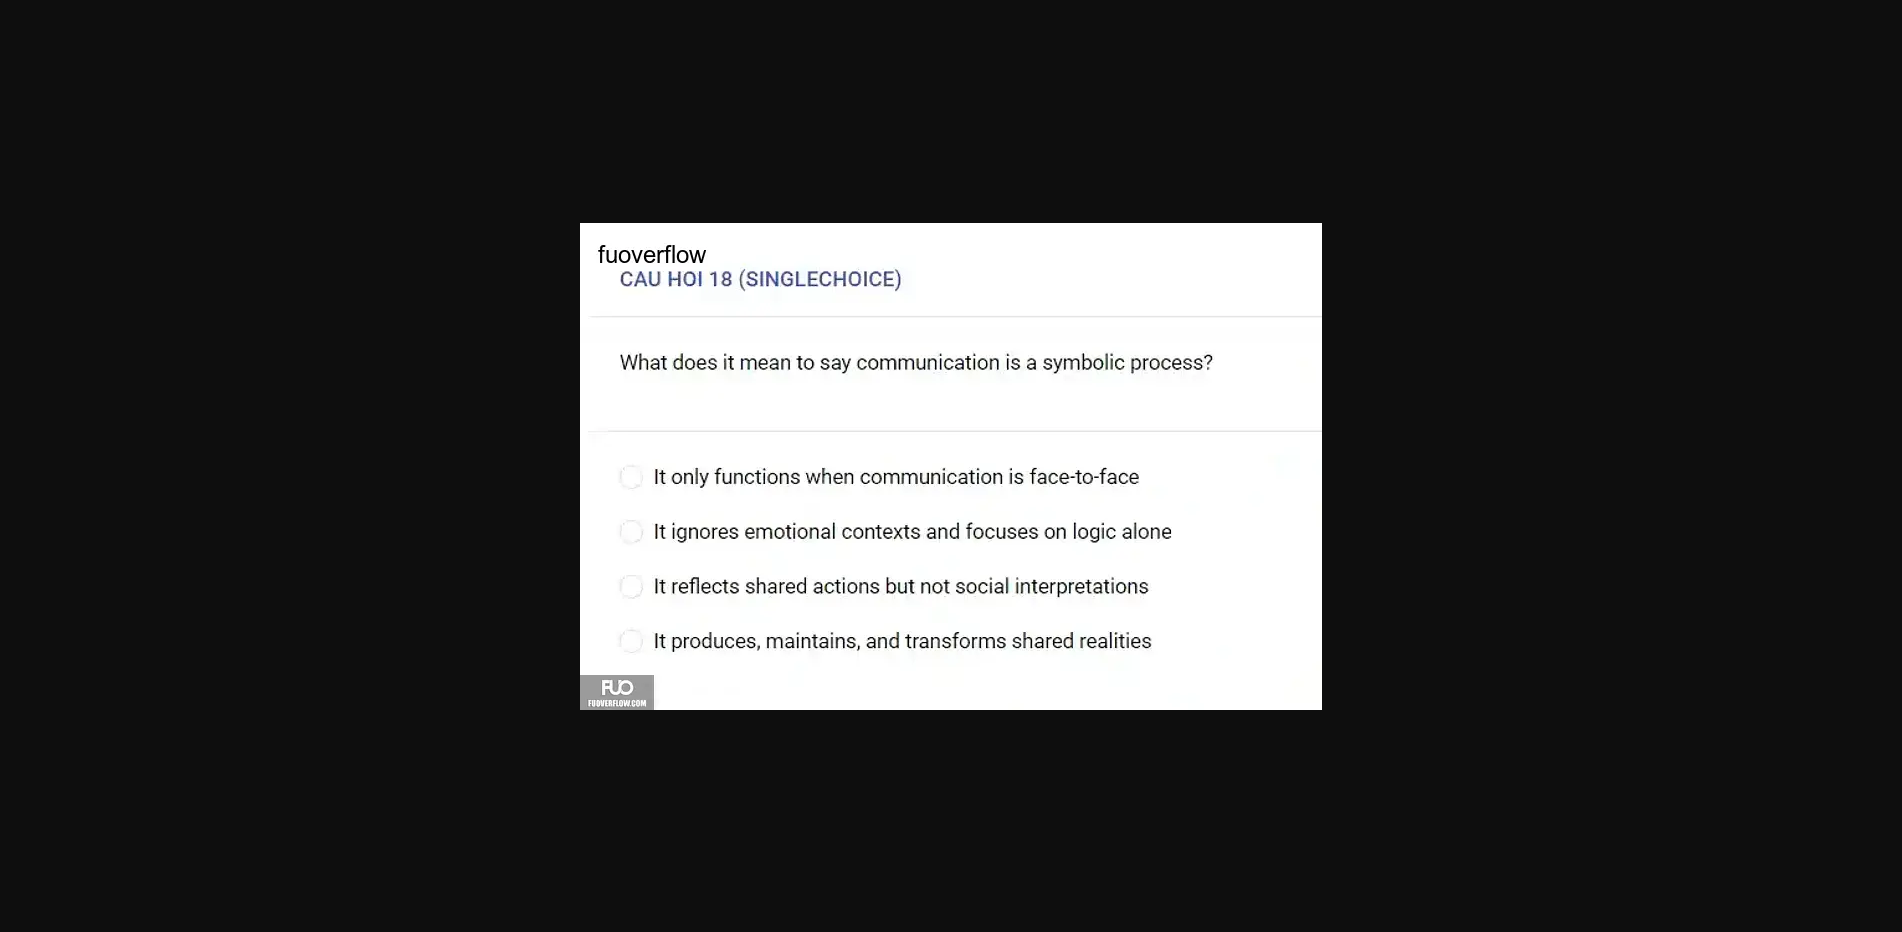 fuoverflow
CAU HOI 18 (SINGLECHOICE)
What does it mean to say communication is a symbolic process?
It only functions when communication is face-to-face
It ignores emotional contexts and focuses on logic alone
It reflects shared actions but not social interpretations
It produces, maintains, and transforms shared realities
FUO
FUOVERFLOW.COM